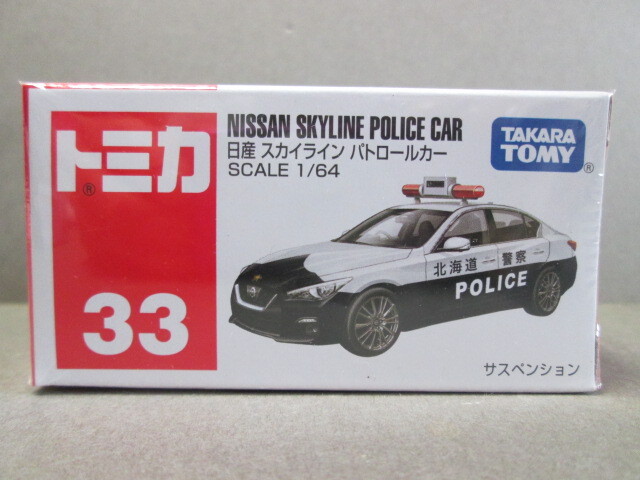 トミカ
®
33
NISSAN SKYLINE POLICE CAR
日産 スカイライン パトロールカー
SCALE 1/64
TAKARA
TOMY
®
北海道 警察
POLICE
サスペンション